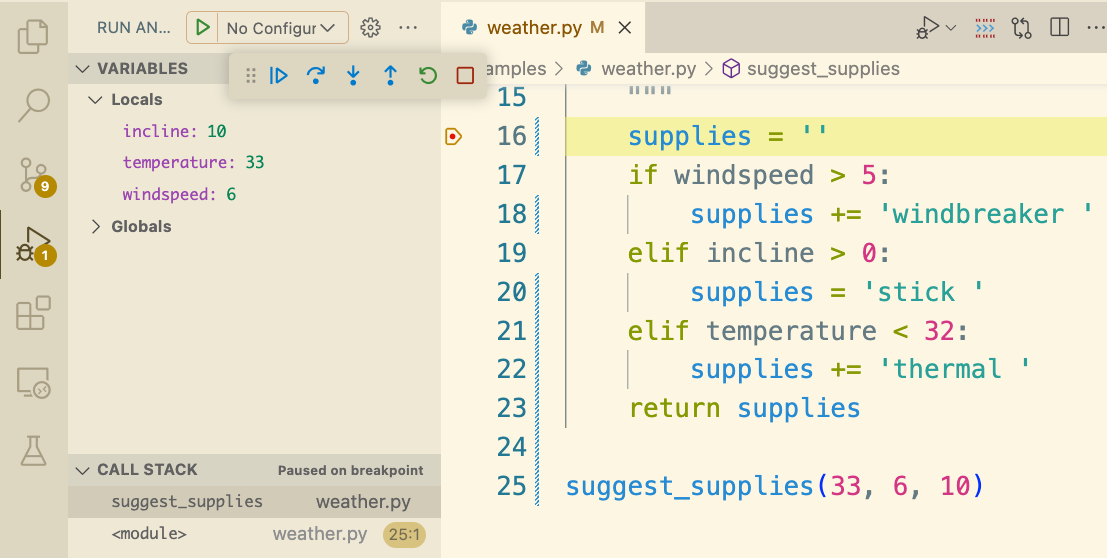 RUN AN... No Configur weather.py M
VARIABLES amples > weather.py > suggest_supplies
Locals
incline: 10
temperature: 33
windspeed: 6
Globals
9
1
CALL STACK Paused on breakpoint
suggest_supplies weather.py
<module> weather.py 25:1
15 """
16 supplies = ''
17 if windspeed > 5:
18 supplies += 'windbreaker '
19 elif incline > 0:
20 supplies = 'stick '
21 elif temperature < 32:
22 supplies += 'thermal '
23 return supplies
24
25 suggest_supplies(33, 6, 10)